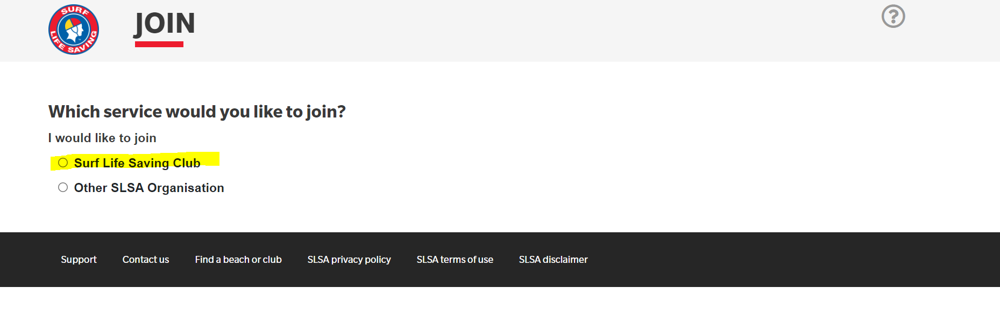 SURF
LIFE SAVING
JOIN
?
Which service would you like to join?
I would like to join
Surf Life Saving Club
Other SLSA Organisation
Support Contact us Find a beach or club SLSA privacy policy SLSA terms of use SLSA disclaimer